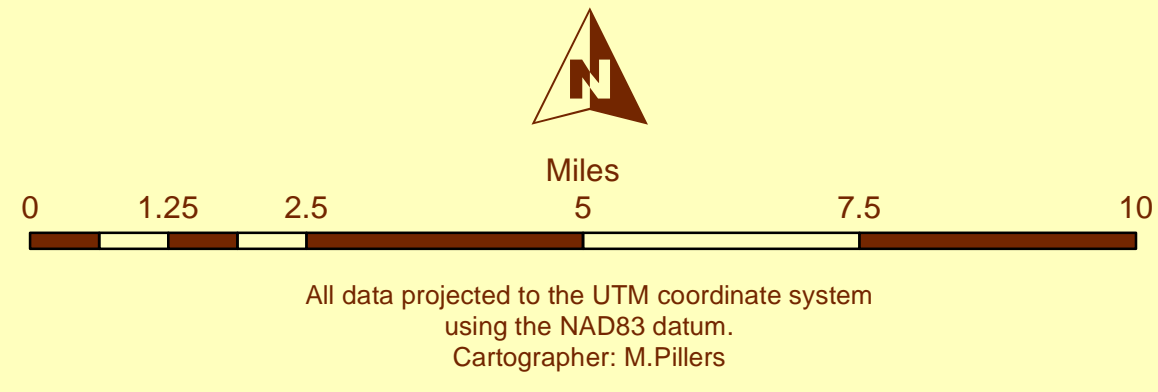 N
Miles
0 1.25 2.5 5 7.5 10
All data projected to the UTM coordinate system
using the NAD83 datum.
Cartographer: M.Pillers